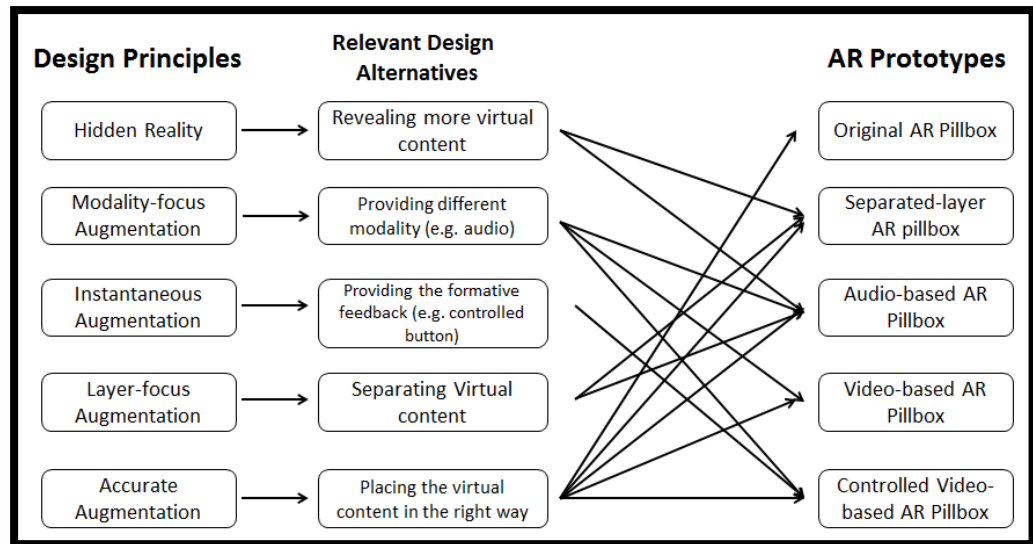 Design Principles
Relevant Design
Alternatives
AR Prototypes
Hidden Reality
Revealing more virtual
content
Original AR Pillbox
Modality-focus
Augmentation
Providing different
modality (e.g. audio)
Separated-layer
AR pillbox
Instantaneous
Augmentation
Providing the formative
feedback (e.g. controlled
button)
Audio-based AR
Pillbox
Layer-focus
Augmentation
Separating Virtual
content
Video-based AR
Pillbox
Accurate
Augmentation
Placing the virtual
content in the right way
Controlled Video-
based AR Pillbox